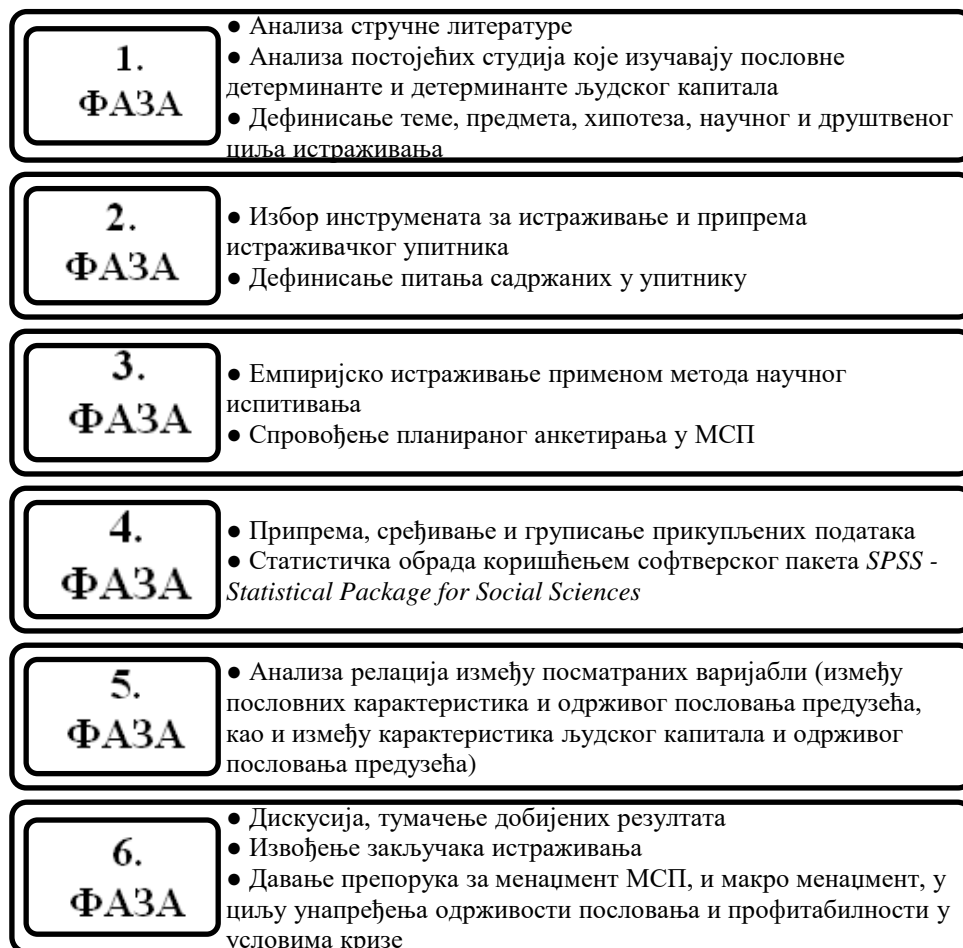 1.
ФАЗА
● Анализа стручне литературе
● Анализа постојећих студија које изучавају пословне
детерминанте и детерминанте људског капитала
● Дефинисање теме, предмета, хипотеза, научног и друштвеног
циља истраживања
2.
ФАЗА
● Избор инструмената за истраживање и припрема
истраживачког упитника
● Дефинисање питања садржаних у упитнику
3.
ФАЗА
● Емпиријско истраживање применом метода научног
испитивања
● Спровођење планираног анкетирања у МСП
4.
ФАЗА
● Припрема, сређивање и груписање прикупљених података
● Статистичка обрада коришћењем софтверског пакета SPSS -
Statistical Package for Social Sciences
5.
ФАЗА
● Анализа релација између посматраних варијабли (између
пословних карактеристика и одрживог пословања предузећа,
као и између карактеристика људског капитала и одрживог
пословања предузећа)
6.
ФАЗА
● Дискусија, тумачење добијених резултата
● Извођење закључака истраживања
● Давање препорука за менаџмент МСП, и макро менаџмент, у
циљу унапређења одрживости пословања и профитабилности у
условима кризе